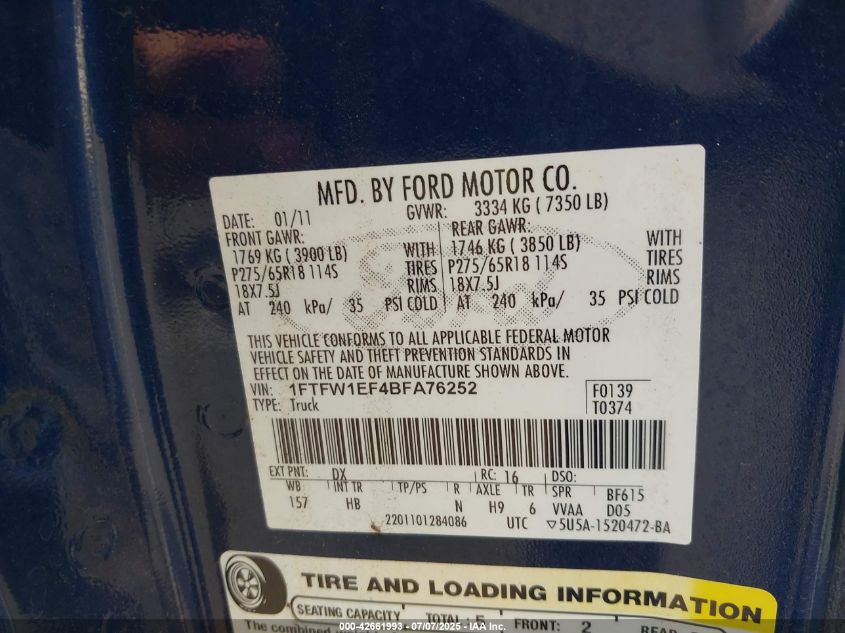 MFD. BY FORD MOTOR CO.
DATE: 01/11 GVWR: 3334 KG ( 7350 LB)
FRONT GAWR: REAR GAWR:
1769 KG ( 3900 LB) WITH 1746 KG ( 3850 LB) WITH
P275/65R18 114S TIRES P275/65R18 114S TIRES
18X7.5J RIMS 18X7.5J RIMS
AT 240 kPa/ 35 PSI COLD AT 240 kPa/ 35 PSI COLD
Ford
THIS VEHICLE CONFORMS TO ALL APPLICABLE FEDERAL MOTOR
VEHICLE SAFETY AND THEFT PREVENTION STANDARDS IN
EFFECT ON THE DATE OF MANUFACTURE SHOWN ABOVE.
VIN: 1FTFW1EF4BFA76252 F0139
TYPE: Truck T0374
EXT PNT: DX RC: 16 DSO:
WB INT TR TP/PS R AXLE TR SPR BF615
157 HB N H9 6 VVAA D05
2201101284086 UTC ▽5U5A-1520472-BA
TIRE AND LOADING INFORMATION
SEATING CAPACITY TOTAL: 5 FRONT: 2
The combined
000-42661993 - 07/07/2025 - IAA Inc.